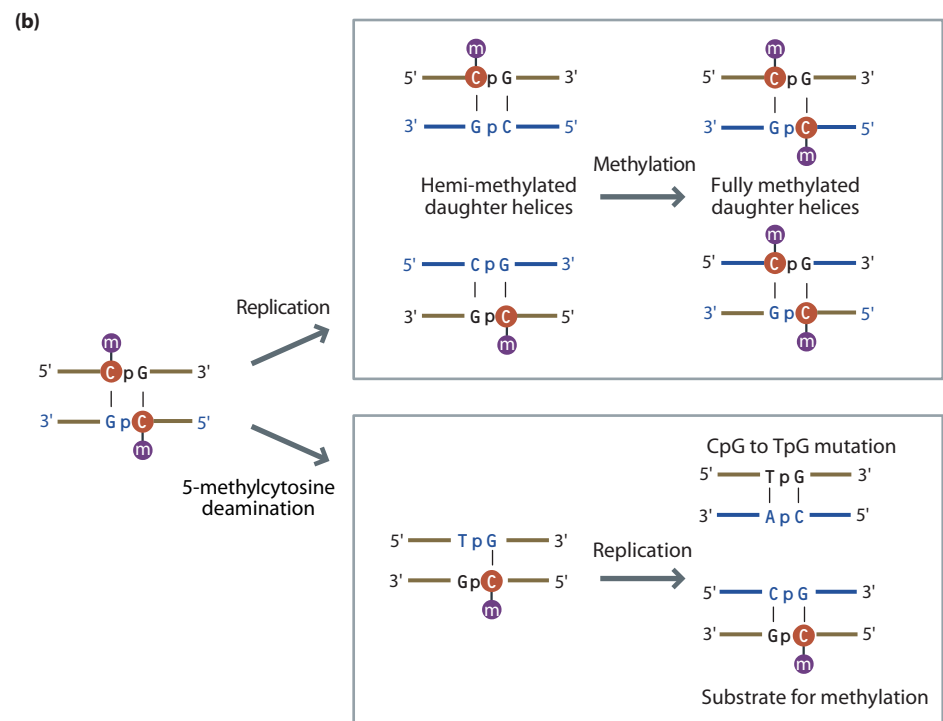 (b)
m
5' C p G 3'
3' G p C 5'
Hemi-methylated
daughter helices
5' C p G 3'
3' G p C 5'
m
Methylation
m
5' C p G 3'
3' G p C 5'
m
Fully methylated
daughter helices
m
5' C p G 3'
3' G p C 5'
m
Replication
m
5' C p G 3'
3' G p C 5'
m
5-methylcytosine
deamination
5' T p G 3'
3' G p C 5'
m
Replication
CpG to TpG mutation
5' T p G 3'
3' A p C 5'
5' C p G 3'
3' G p C 5'
m
Substrate for methylation